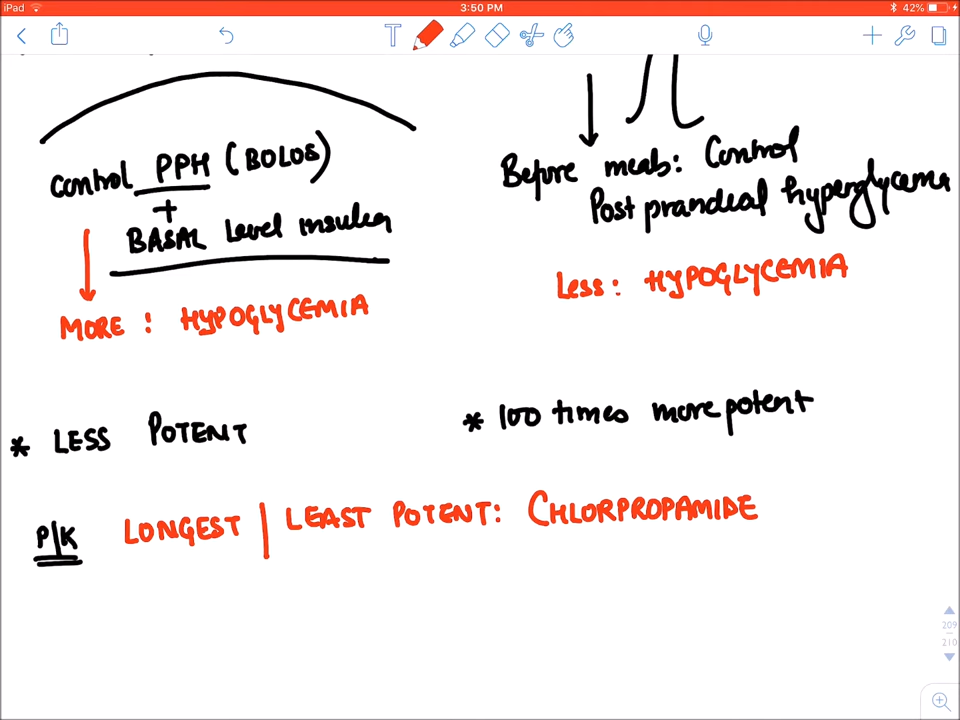 iPad
3:50 PM
42%
T
control PPH (BOLOS)
+
BASAL Level insulin
MORE : HYPOGLYCEMIA
Before meals: Control
Post prandeal hyperglycemia
Less : HYPOGLYCEMIA
* LESS POTENT
* 100 times more potent
P/K LONGEST | LEAST POTENT: CHLORPROPAMIDE
209
210